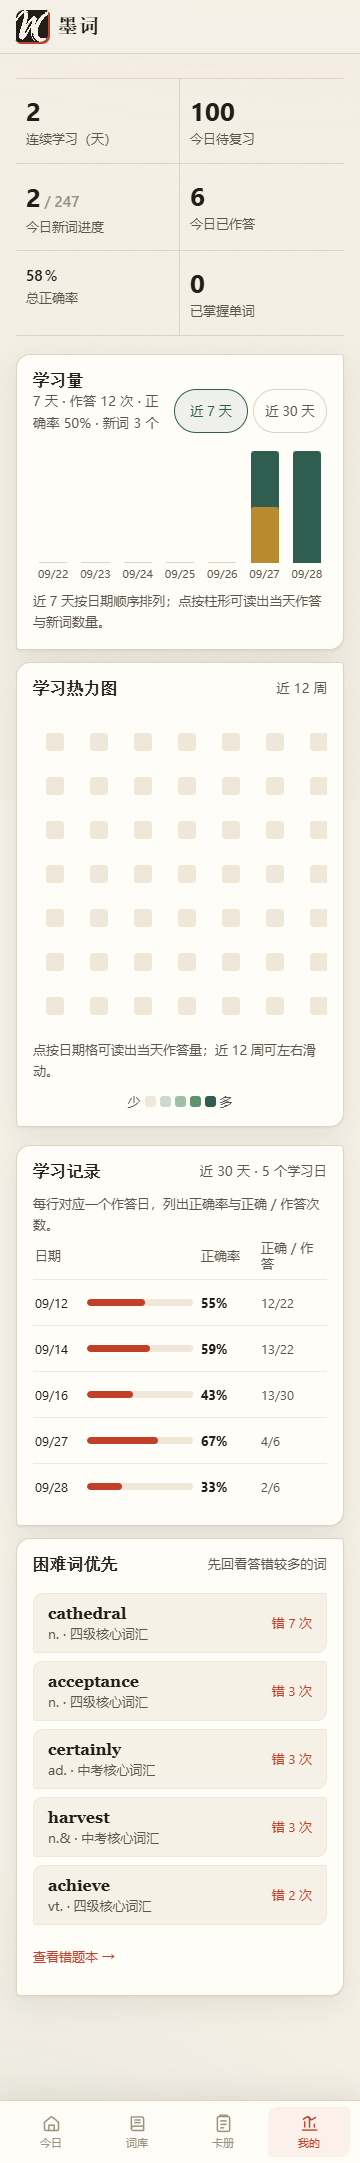 墨词
2
连续学习（天）
100
今日待复习
2 / 247
今日新词进度
6
今日已作答
58%
总正确率
0
已掌握单词
学习量
7 天 · 作答 12 次 · 正
确率 50% · 新词 3 个
近 7 天
近 30 天
09/22 09/23 09/24 09/25 09/26 09/27 09/28
近 7 天按日期顺序排列；点按柱形可读出当天作答
与新词数量。
学习热力图
近 12 周
点按日期格可读出当天作答量；近 12 周可左右滑
动。
少 多
学习记录
近 30 天 · 5 个学习日
每行对应一个作答日，列出正确率与正确 / 作答次
数。
日期 正确率 正确 / 作
答
09/12 55% 12/22
09/14 59% 13/22
09/16 43% 13/30
09/27 67% 4/6
09/28 33% 2/6
困难词优先
先回看答错较多的词
cathedral
n. · 四级核心词汇
错 7 次
acceptance
n. · 四级核心词汇
错 3 次
certainly
ad. · 中考核心词汇
错 3 次
harvest
n.& · 中考核心词汇
错 3 次
achieve
vt. · 四级核心词汇
错 2 次
查看错题本 →
今日 词库 卡册 我的